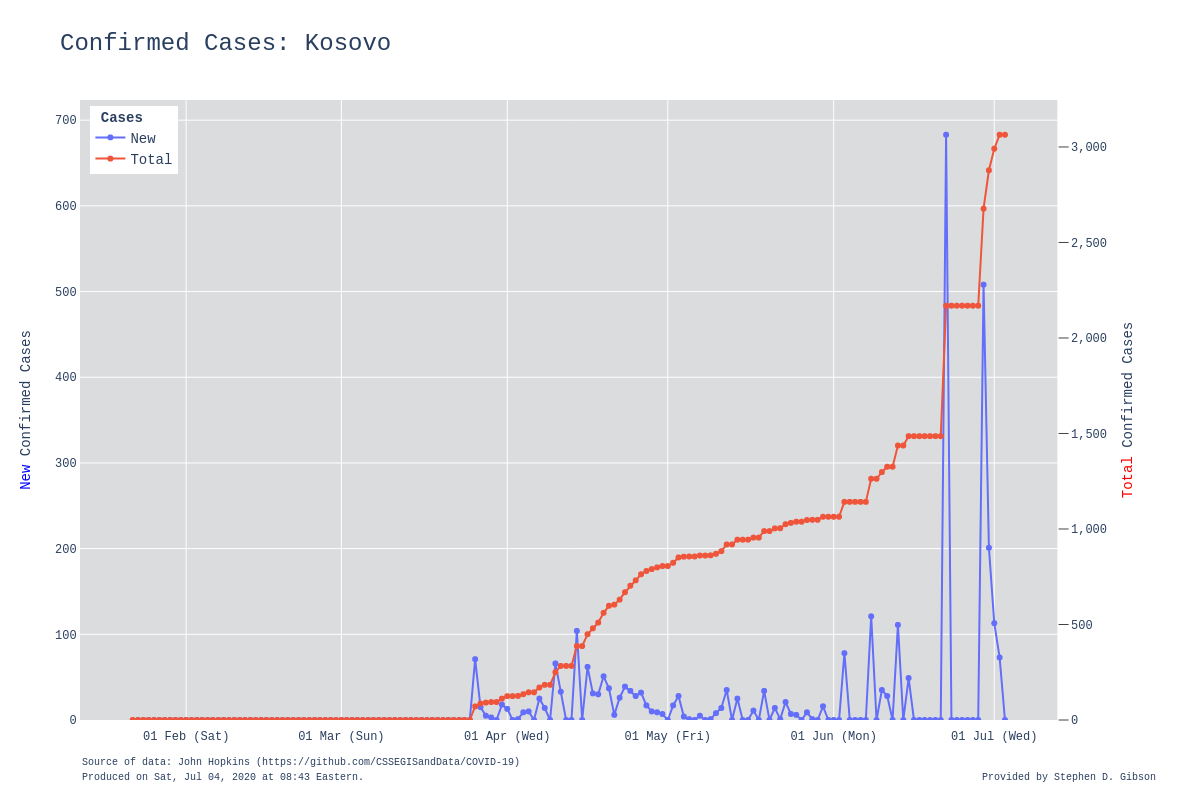 Confirmed Cases: Kosovo
Cases
New
Total
700
600
500
400
300
200
100
0
3,000
2,500
2,000
1,500
1,000
500
0
New Confirmed Cases
Total Confirmed Cases
01 Feb (Sat)
01 Mar (Sun)
01 Apr (Wed)
01 May (Fri)
01 Jun (Mon)
01 Jul (Wed)
Source of data: John Hopkins (https://github.com/CSSEGISandData/COVID-19)
Produced on Sat, Jul 04, 2020 at 08:43 Eastern.
Provided by Stephen D. Gibson